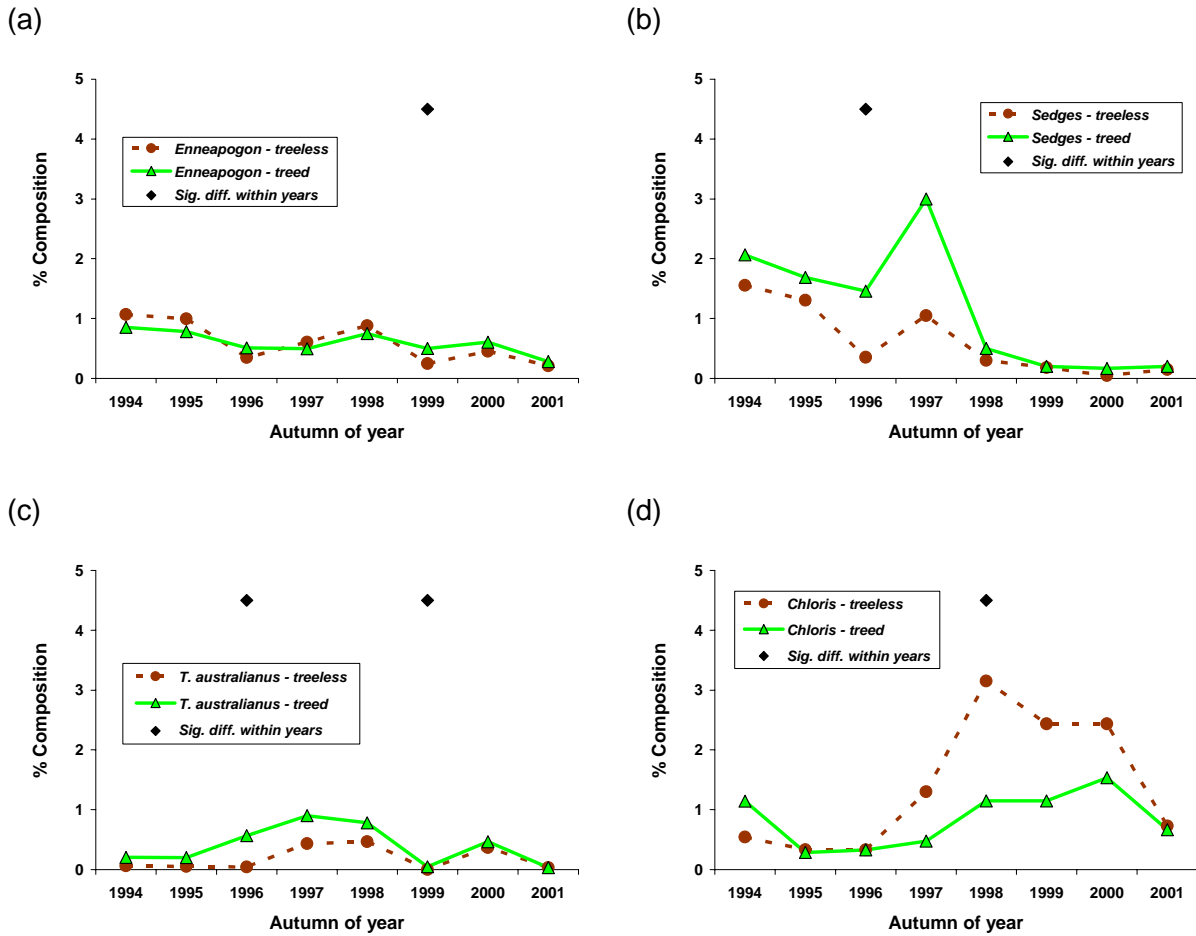 (a)
5
4
3
2
1
0
% Composition
Enneapogon - treeless
Enneapogon - treed
Sig. diff. within years
1994 1995 1996 1997 1998 1999 2000 2001
Autumn of year
(b)
5
4
3
2
1
0
% Composition
Sedges - treeless
Sedges - treed
Sig. diff. within years
1994 1995 1996 1997 1998 1999 2000 2001
Autumn of year
(c)
5
4
3
2
1
0
% Composition
T. australianus - treeless
T. australianus - treed
Sig. diff. within years
1994 1995 1996 1997 1998 1999 2000 2001
Autumn of year
(d)
5
4
3
2
1
0
% Composition
Chloris - treeless
Chloris - treed
Sig. diff. within years
1994 1995 1996 1997 1998 1999 2000 2001
Autumn of year